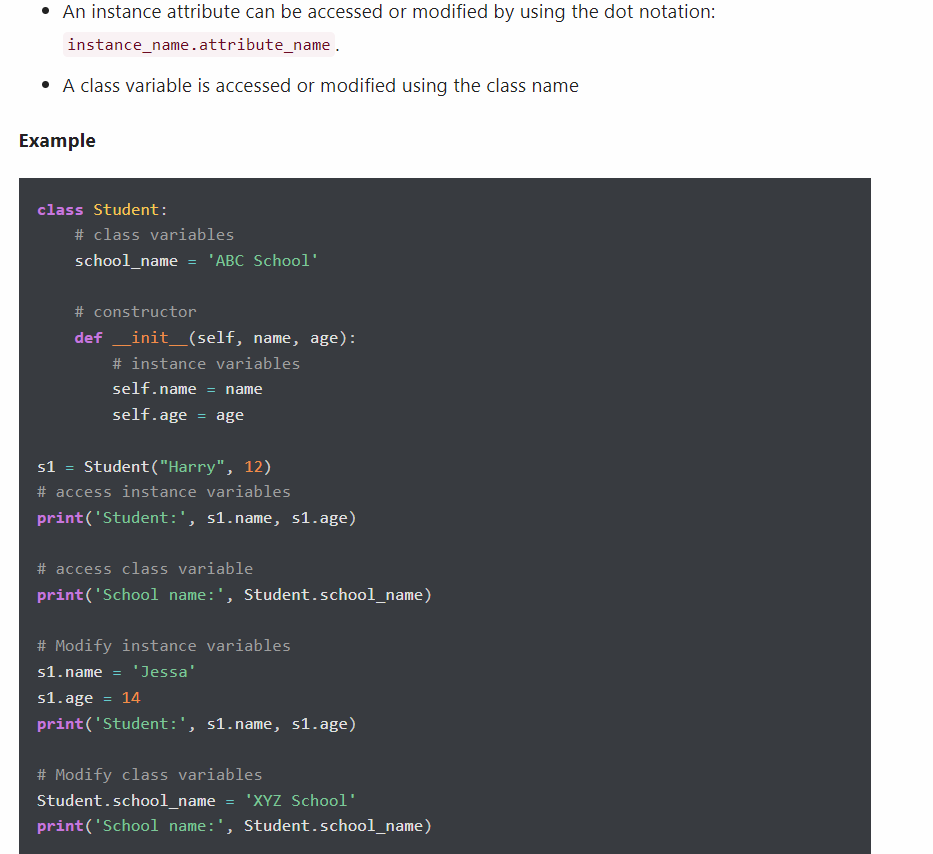 • An instance attribute can be accessed or modified by using the dot notation:
instance_name.attribute_name.
• A class variable is accessed or modified using the class name
Example
class Student:
    # class variables
    school_name = 'ABC School'

    # constructor
    def __init__(self, name, age):
        # instance variables
        self.name = name
        self.age = age

s1 = Student("Harry", 12)
# access instance variables
print('Student:', s1.name, s1.age)

# access class variable
print('School name:', Student.school_name)

# Modify instance variables
s1.name = 'Jessa'
s1.age = 14
print('Student:', s1.name, s1.age)

# Modify class variables
Student.school_name = 'XYZ School'
print('School name:', Student.school_name)